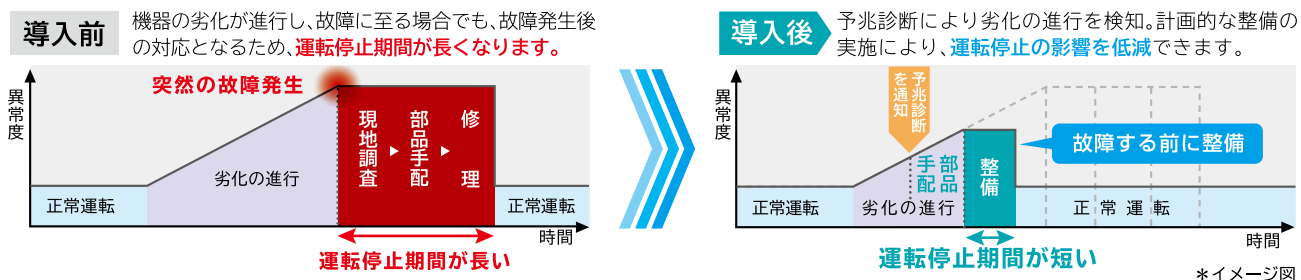 導入前
機器の劣化が進行し、故障に至る場合でも、故障発生後
の対応となるため、運転停止期間が長くなります。
突然の故障発生
異常度
現地調査
部品手配
修理
劣化の進行
正常運転
正常運転
時間
運転停止期間が長い
導入後
予兆診断により劣化の進行を検知。計画的な整備の
実施により、運転停止の影響を低減できます。
異常度
予兆診断
を通知
故障する前に整備
部品
手配
整備
正常運転
劣化の進行
正常運転
時間
運転停止期間が短い
＊イメージ図